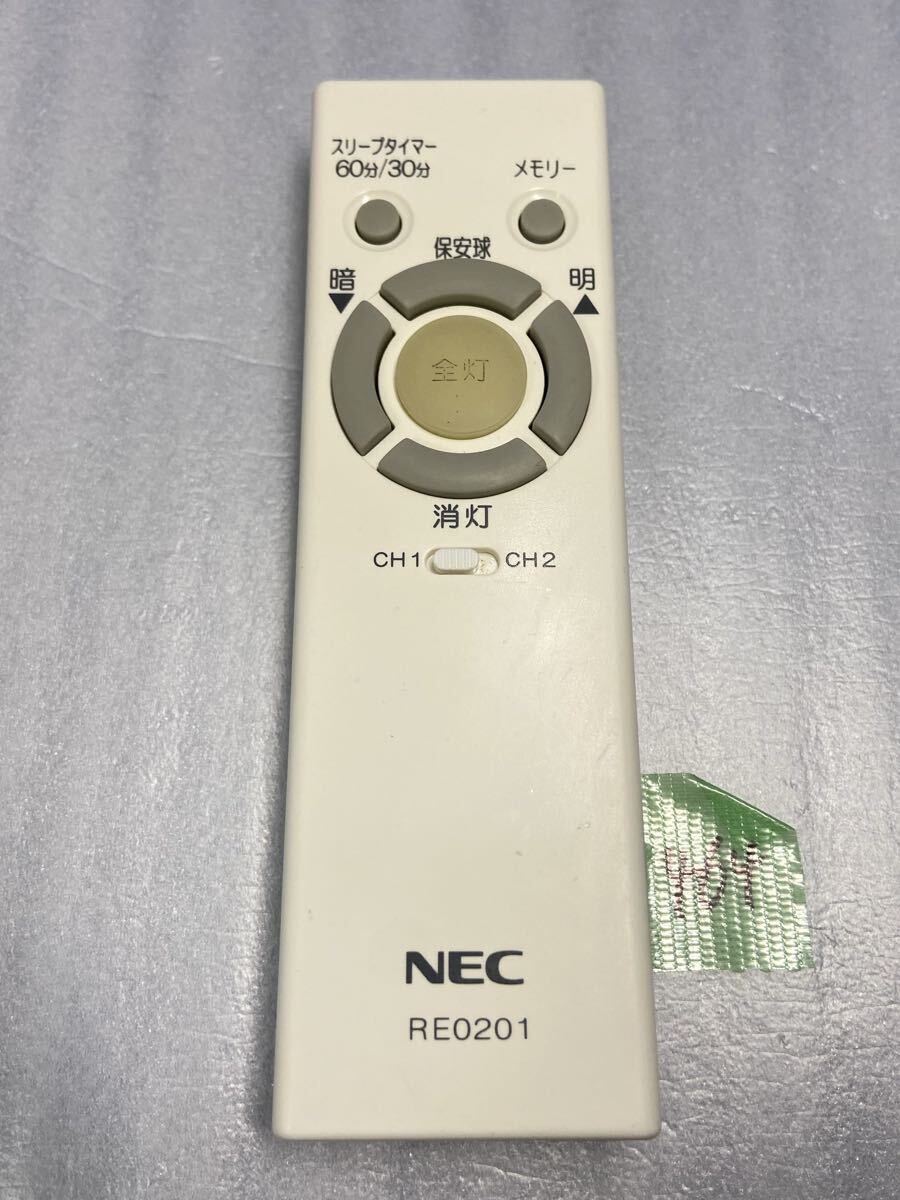 スリープタイマー
60分/30分
メモリー
保安球
暗
▼
明
▲
全灯
消灯
CH1
CH2
NEC
RE0201